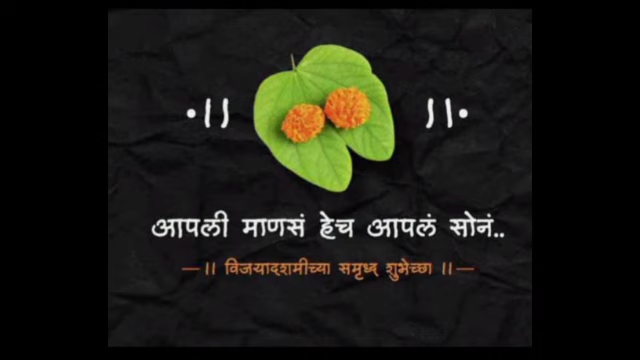 आपली माणसं हेच आपलं सोनं..
—॥ विजयादशमीच्या समृध्द शुभेच्छा ॥—